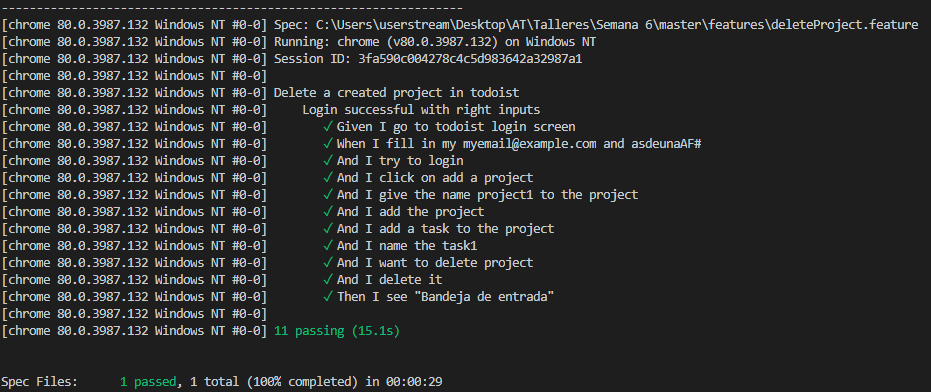 ------------------------------------------------------------------
[chrome 80.0.3987.132 Windows NT #0-0] Spec: C:\Users\userstream\Desktop\AT\Talleres\Semana 6\master\features\deleteProject.feature
[chrome 80.0.3987.132 Windows NT #0-0] Running: chrome (v80.0.3987.132) on Windows NT
[chrome 80.0.3987.132 Windows NT #0-0] Session ID: 3fa590c004278c4c5d983642a32987a1
[chrome 80.0.3987.132 Windows NT #0-0]
[chrome 80.0.3987.132 Windows NT #0-0] Delete a created project in todoist
[chrome 80.0.3987.132 Windows NT #0-0]     Login successful with right inputs
[chrome 80.0.3987.132 Windows NT #0-0]        ✓ Given I go to todoist login screen
[chrome 80.0.3987.132 Windows NT #0-0]        ✓ When I fill in my myemail@example.com and asdeunaAF#
[chrome 80.0.3987.132 Windows NT #0-0]        ✓ And I try to login
[chrome 80.0.3987.132 Windows NT #0-0]        ✓ And I click on add a project
[chrome 80.0.3987.132 Windows NT #0-0]        ✓ And I give the name project1 to the project
[chrome 80.0.3987.132 Windows NT #0-0]        ✓ And I add the project
[chrome 80.0.3987.132 Windows NT #0-0]        ✓ And I add a task to the project
[chrome 80.0.3987.132 Windows NT #0-0]        ✓ And I name the task1
[chrome 80.0.3987.132 Windows NT #0-0]        ✓ And I want to delete project
[chrome 80.0.3987.132 Windows NT #0-0]        ✓ And I delete it
[chrome 80.0.3987.132 Windows NT #0-0]        ✓ Then I see "Bandeja de entrada"
[chrome 80.0.3987.132 Windows NT #0-0]
[chrome 80.0.3987.132 Windows NT #0-0] 11 passing (15.1s)
Spec Files:      1 passed, 1 total (100% completed) in 00:00:29